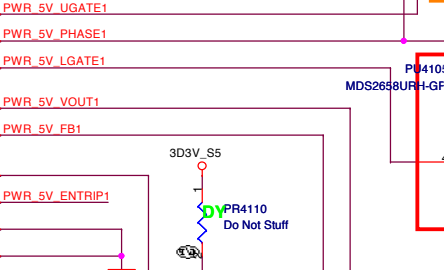 PWR_5V_UGATE1
PWR_5V_PHASE1
PWR_5V_LGATE1
PU4105
MDS2658URH-GP
PWR_5V_VOUT1
PWR_5V_FB1
3D3V_S5
1
PWR_5V_ENTRIP1
DY
PR4110
Do Not Stuff